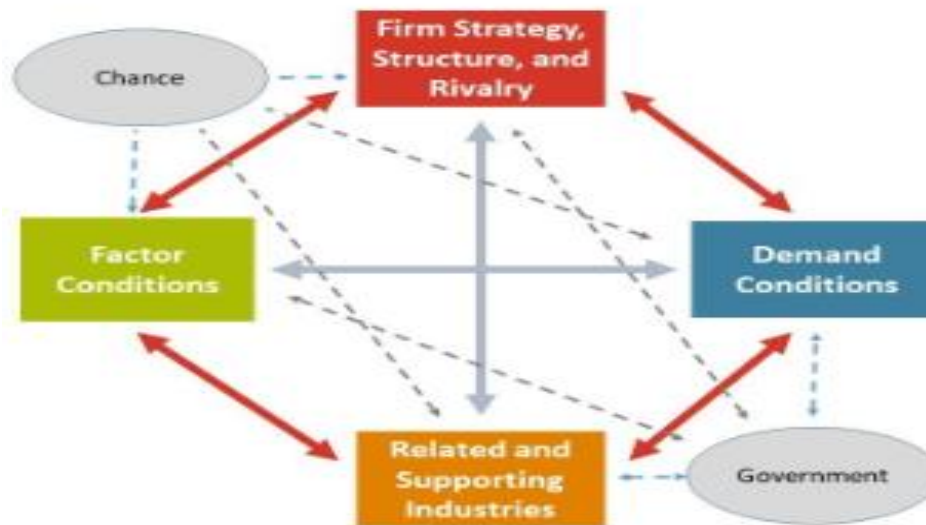 Firm Strategy,
Structure, and
Rivalry
Chance
Factor
Conditions
Demand
Conditions
Related and
Supporting
Industries
Government